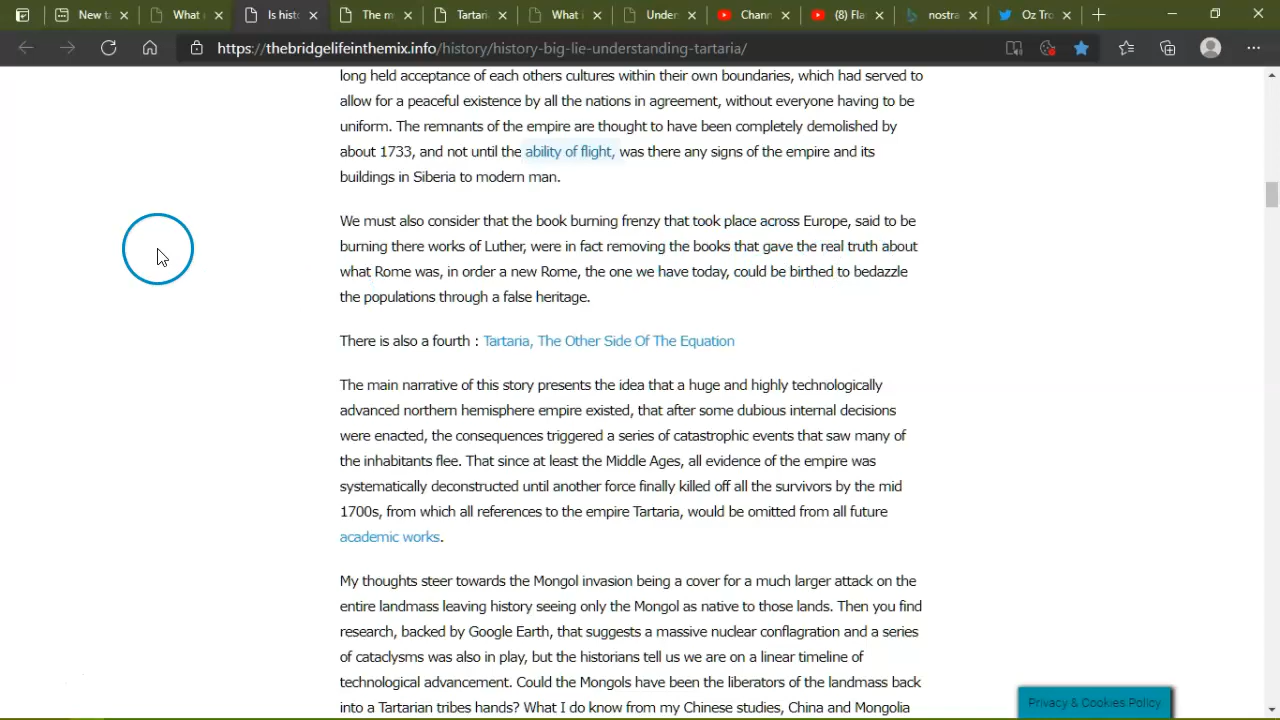 New ta
What i
Is histo
The m
Tartari
What i
Under
Chann
(8) Fla
nostra
Oz Tro
https://thebridgelifeinthemix.info/history/history-big-lie-understanding-tartaria/
long held acceptance of each others cultures within their own boundaries, which had served to
allow for a peaceful existence by all the nations in agreement, without everyone having to be
uniform. The remnants of the empire are thought to have been completely demolished by
about 1733, and not until the ability of flight, was there any signs of the empire and its
buildings in Siberia to modern man.
We must also consider that the book burning frenzy that took place across Europe, said to be
burning there works of Luther, were in fact removing the books that gave the real truth about
what Rome was, in order a new Rome, the one we have today, could be birthed to bedazzle
the populations through a false heritage.
There is also a fourth : Tartaria, The Other Side Of The Equation
The main narrative of this story presents the idea that a huge and highly technologically
advanced northern hemisphere empire existed, that after some dubious internal decisions
were enacted, the consequences triggered a series of catastrophic events that saw many of
the inhabitants flee. That since at least the Middle Ages, all evidence of the empire was
systematically deconstructed until another force finally killed off all the survivors by the mid
1700s, from which all references to the empire Tartaria, would be omitted from all future
academic works.
My thoughts steer towards the Mongol invasion being a cover for a much larger attack on the
entire landmass leaving history seeing only the Mongol as native to those lands. Then you find
research, backed by Google Earth, that suggests a massive nuclear conflagration and a series
of cataclysms was also in play, but the historians tell us we are on a linear timeline of
technological advancement. Could the Mongols have been the liberators of the landmass back
into a Tartarian tribes hands? What I do know from my Chinese studies, China and Mongolia
Privacy & Cookies Policy